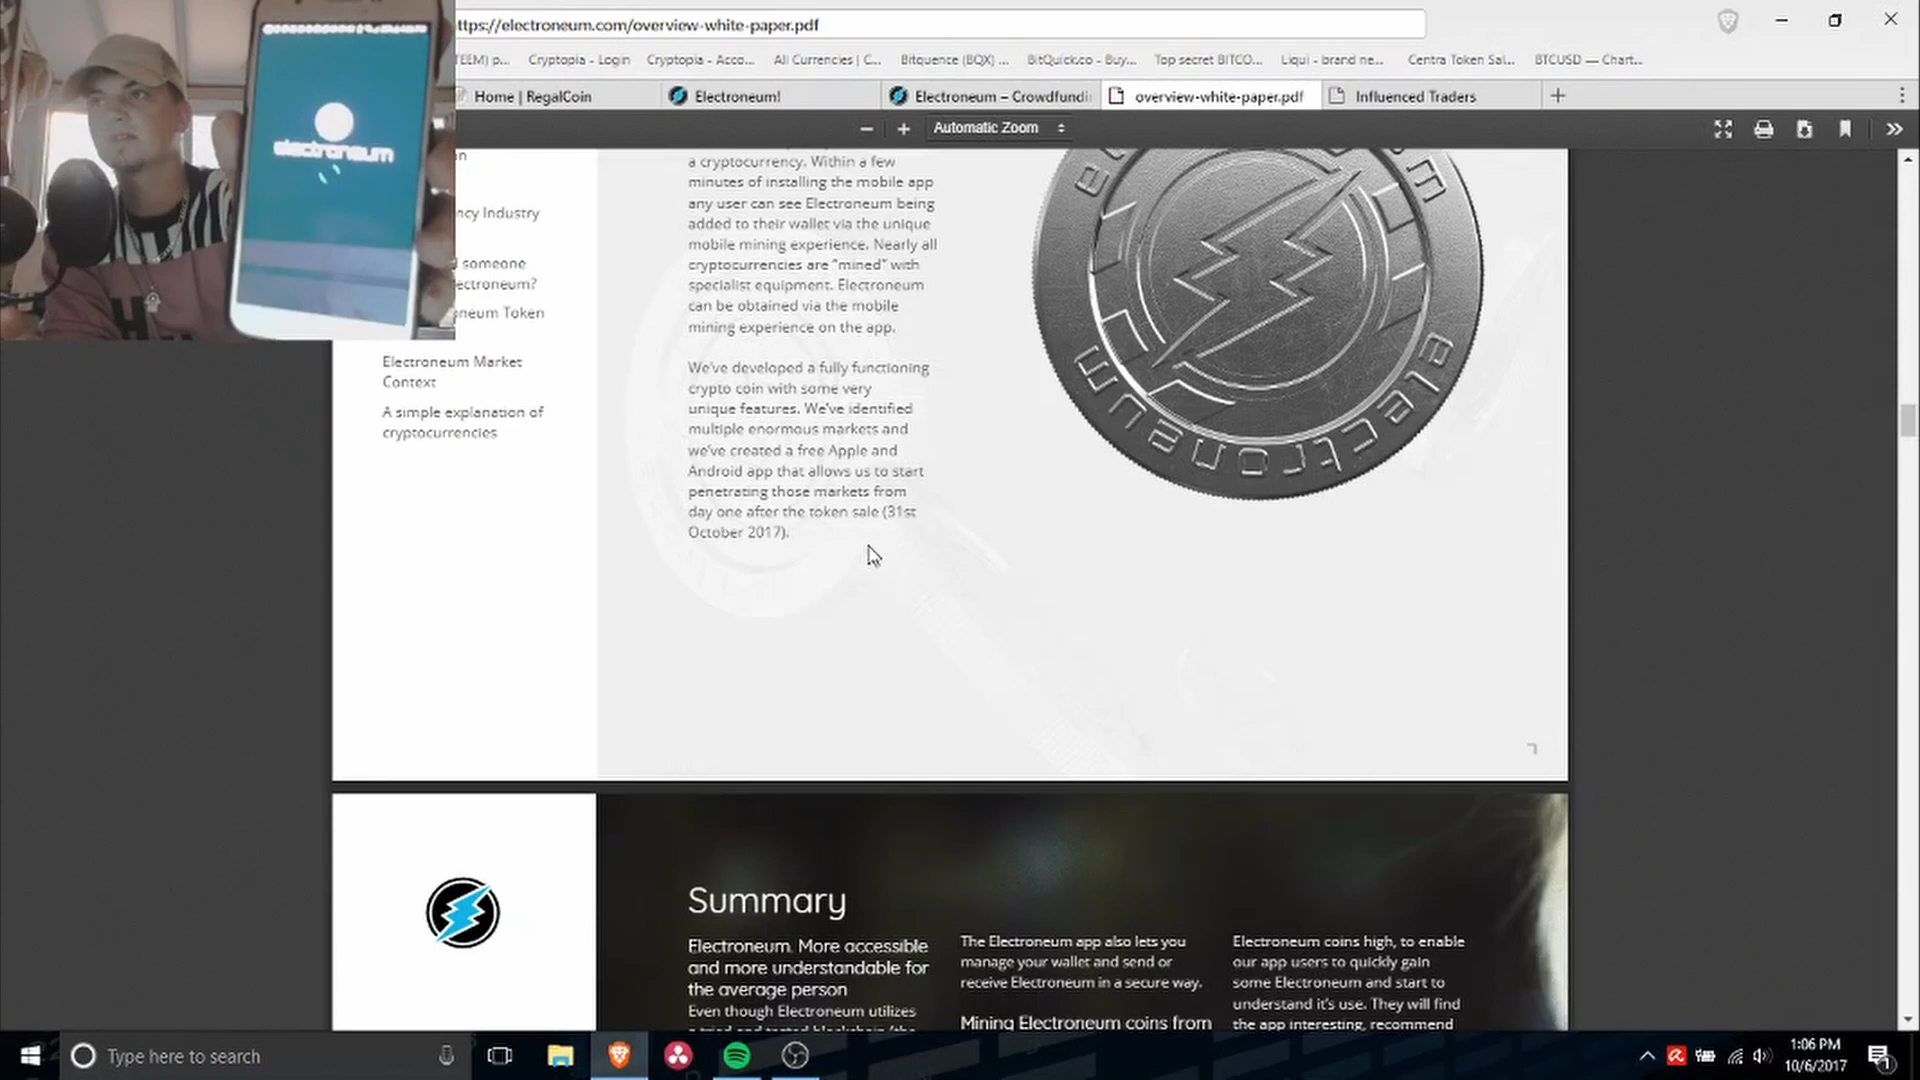 ttps://electroneum.com/overview-white-paper.pdf
TEEM) p... Cryptopia - Login Cryptopia - Acco... All Currencies | C... Bitquence (BQX) ... BitQuick.co - Buy... Top secret BITCO... Liqui - brand ne... Centra Token Sal... BTCUSD — Chart...
Home | RegalCoin Electroneum! Electroneum – Crowdfundin overview-white-paper.pdf Influenced Traders
Automatic Zoom
electroneum
n
ncy Industry
d someone
ectroneum?
neum Token
Electroneum Market
Context
A simple explanation of
cryptocurrencies
a cryptocurrency. Within a few
minutes of installing the mobile app
any user can see Electroneum being
added to their wallet via the unique
mobile mining experience. Nearly all
cryptocurrencies are “mined” with
specialist equipment. Electroneum
can be obtained via the mobile
mining experience on the app.
We’ve developed a fully functioning
crypto coin with some very
unique features. We’ve identified
multiple enormous markets and
we’ve created a free Apple and
Android app that allows us to start
penetrating those markets from
day one after the token sale (31st
October 2017).
electroneum
7
Summary
Electroneum. More accessible
and more understandable for
the average person
Even though Electroneum utilizes
a tried and tested blockchain (the
The Electroneum app also lets you
manage your wallet and send or
receive Electroneum in a secure way.
Mining Electroneum coins from
Electroneum coins high, to enable
our app users to quickly gain
some Electroneum and start to
understand it’s use. They will find
the app interesting, recommend
Type here to search
1:06 PM
10/6/2017
1